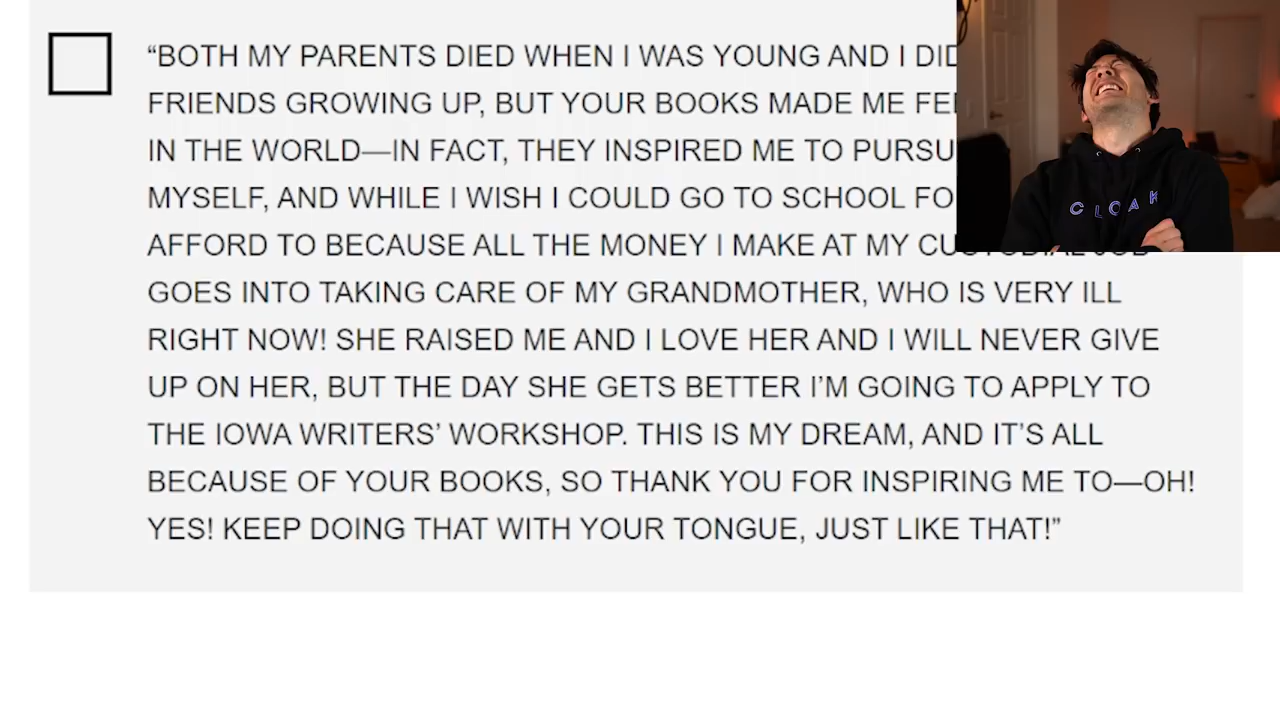 “BOTH MY PARENTS DIED WHEN I WAS YOUNG AND I
FRIENDS GROWING UP, BUT YOUR BOOKS MADE ME
IN THE WORLD—IN FACT, THEY INSPIRED ME TO
MYSELF, AND WHILE I WISH I COULD GO TO SCHOOL
AFFORD TO BECAUSE ALL THE MONEY I MAKE AT MY CUSTODIAL JOB
GOES INTO TAKING CARE OF MY GRANDMOTHER, WHO IS VERY ILL
RIGHT NOW! SHE RAISED ME AND I LOVE HER AND I WILL NEVER GIVE
UP ON HER, BUT THE DAY SHE GETS BETTER I’M GOING TO APPLY TO
THE IOWA WRITERS’ WORKSHOP. THIS IS MY DREAM, AND IT’S ALL
BECAUSE OF YOUR BOOKS, SO THANK YOU FOR INSPIRING ME TO—OH!
YES! KEEP DOING THAT WITH YOUR TONGUE, JUST LIKE THAT!”
CLOAK